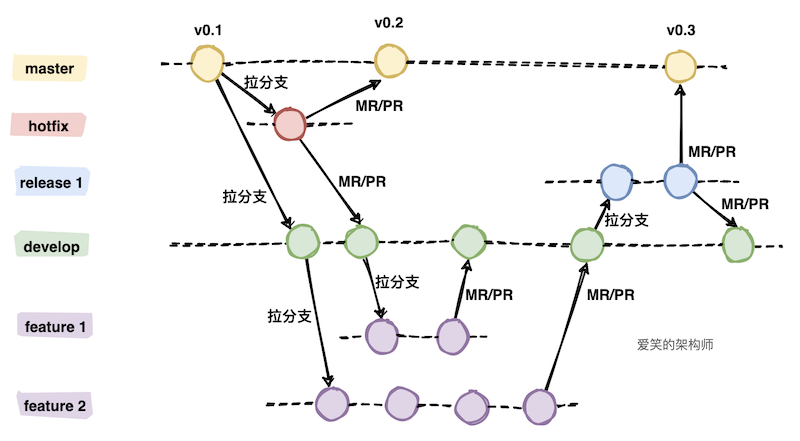 v0.1
v0.2
v0.3
master
拉分支
MR/PR
hotfix
MR/PR
release 1
MR/PR
MR/PR
拉分支
拉分支
develop
拉分支
MR/PR
MR/PR
拉分支
feature 1
爱笑的架构师
feature 2